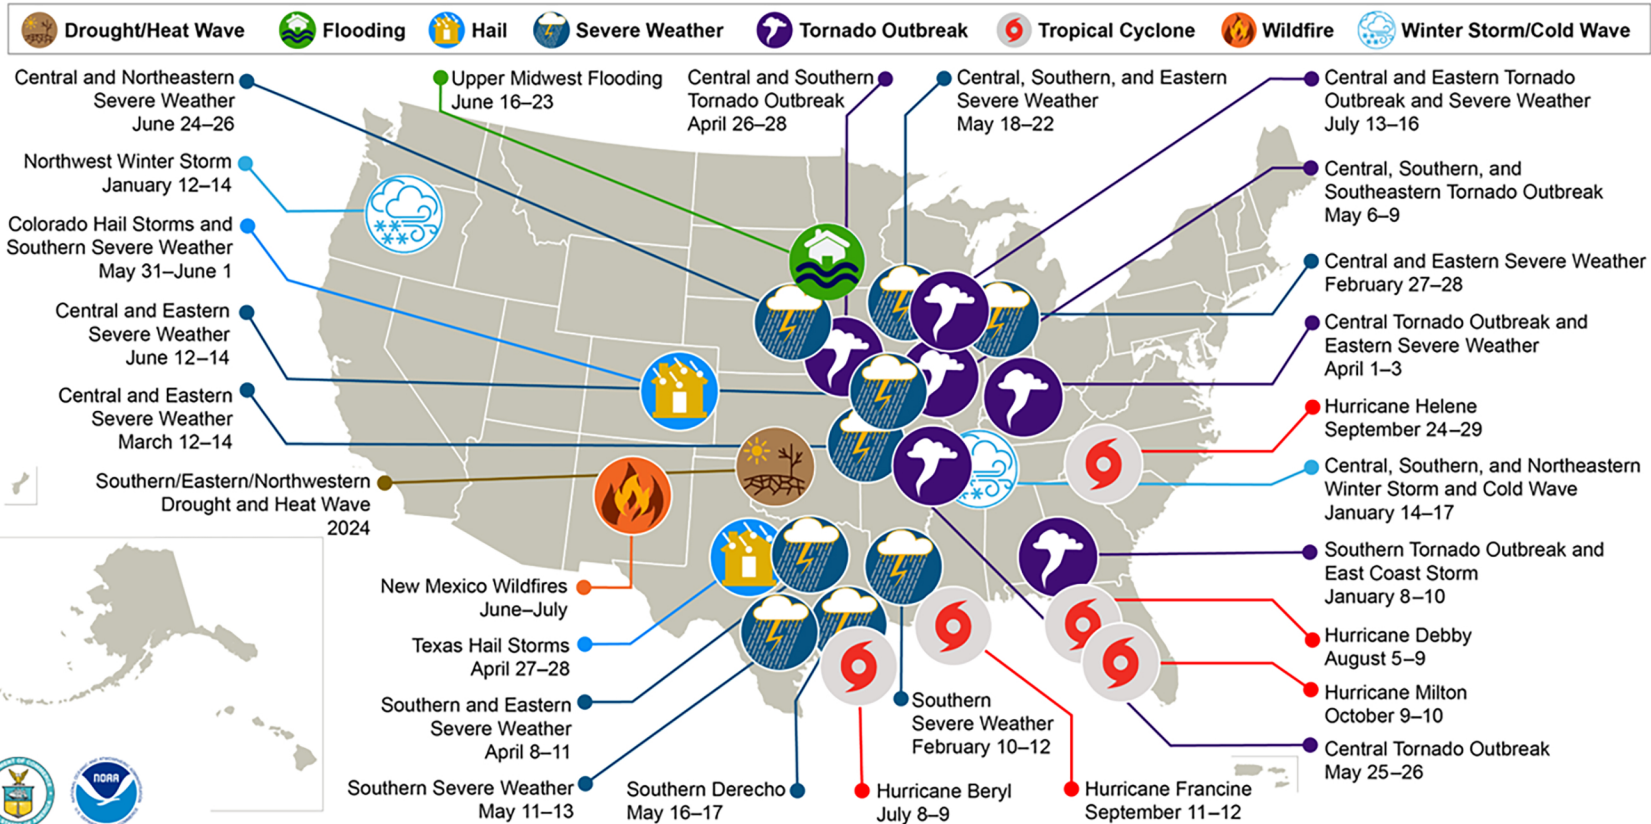 Drought/Heat Wave
Flooding
Hail
Severe Weather
Tornado Outbreak
Tropical Cyclone
Wildfire
Winter Storm/Cold Wave
Central and Northeastern
Severe Weather
June 24–26
Northwest Winter Storm
January 12–14
Colorado Hail Storms and
Southern Severe Weather
May 31–June 1
Central and Eastern
Severe Weather
June 12–14
Central and Eastern
Severe Weather
March 12–14
Southern/Eastern/Northwestern
Drought and Heat Wave
2024
New Mexico Wildfires
June–July
Texas Hail Storms
April 27–28
Southern and Eastern
Severe Weather
April 8–11
Southern Severe Weather
May 11–13
Upper Midwest Flooding
June 16–23
Central and Southern
Tornado Outbreak
April 26–28
Central, Southern, and Eastern
Severe Weather
May 18–22
Central and Eastern Tornado
Outbreak and Severe Weather
July 13–16
Central, Southern, and
Southeastern Tornado Outbreak
May 6–9
Central and Eastern Severe Weather
February 27–28
Central Tornado Outbreak and
Eastern Severe Weather
April 1–3
Hurricane Helene
September 24–29
Central, Southern, and Northeastern
Winter Storm and Cold Wave
January 14–17
Southern Tornado Outbreak and
East Coast Storm
January 8–10
Hurricane Debby
August 5–9
Hurricane Milton
October 9–10
Central Tornado Outbreak
May 25–26
Southern Derecho
May 16–17
Hurricane Beryl
July 8–9
Southern
Severe Weather
February 10–12
Hurricane Francine
September 11–12
NOAA